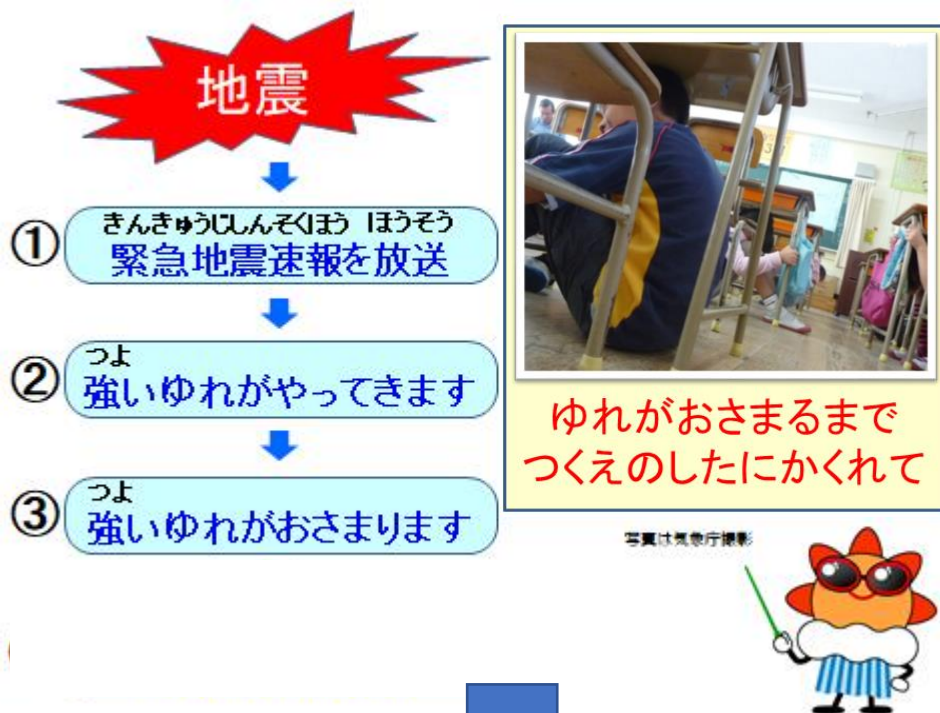 地震
①
きんきゅうじしんそくほう ほうそう
緊急地震速報を放送
②
つよ
強いゆれがやってきます
③
つよ
強いゆれがおさまります
ゆれがおさまるまで
つくえのしたにかくれて
写真は気象庁撮影